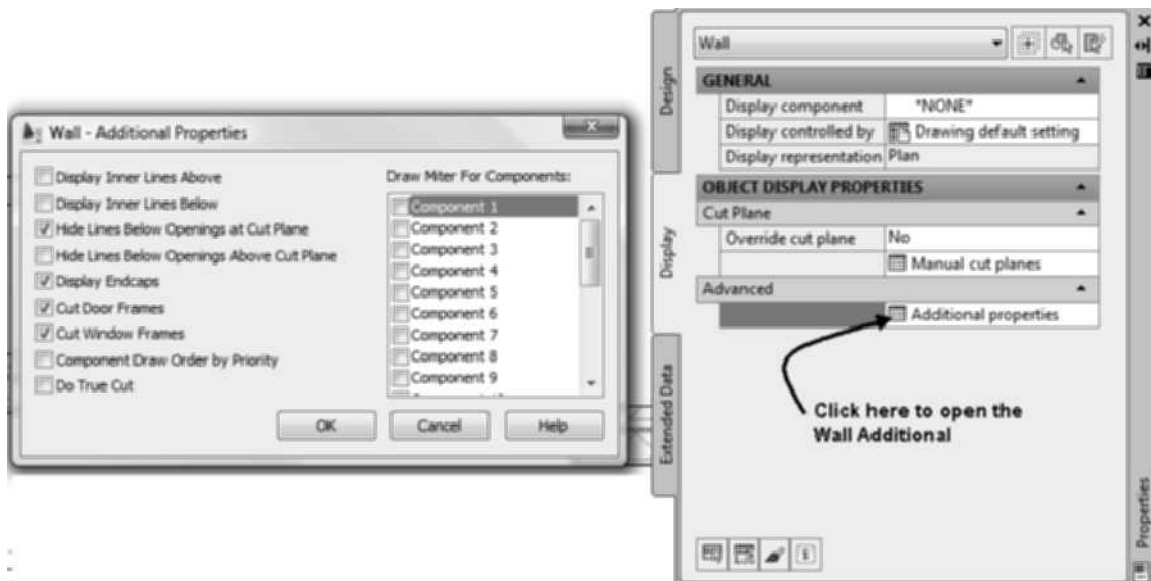 Wall - Additional Properties
Display Inner Lines Above
Display Inner Lines Below
Hide Lines Below Openings at Cut Plane
Hide Lines Below Openings Above Cut Plane
Display Endcaps
Cut Door Frames
Cut Window Frames
Component Draw Order by Priority
Do True Cut
Draw Miter For Components:
Component 1
Component 2
Component 3
Component 4
Component 5
Component 6
Component 7
Component 8
Component 9
OK Cancel Help
Design
Display
Extended Data
Wall
GENERAL
Display component *NONE*
Display controlled by Drawing default setting
Display representation Plan
OBJECT DISPLAY PROPERTIES
Cut Plane
Override cut plane No
Manual cut planes
Advanced
Additional properties
Click here to open the
Wall Additional
Properties